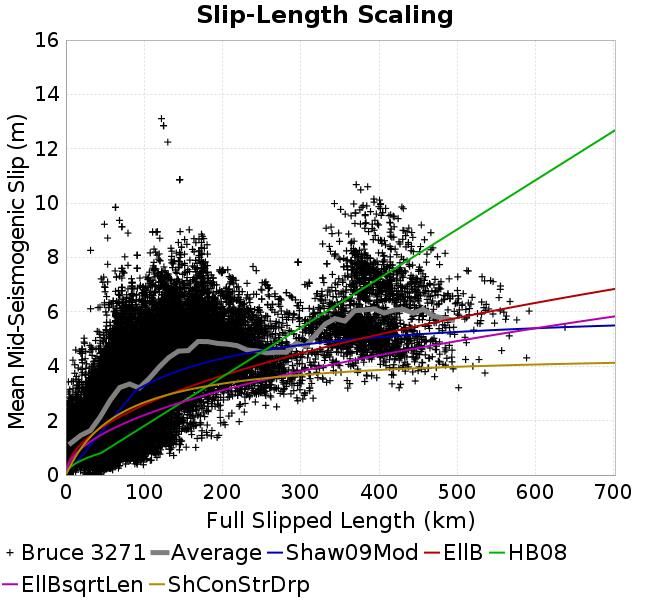 Slip-Length Scaling
Mean Mid-Seismogenic Slip (m)
16
14
12
10
8
6
4
2
0
0 100 200 300 400 500 600 700
Full Slipped Length (km)
+ Bruce 3271 Average Shaw09Mod EllB HB08
EllBsqrtLen ShConStrDrp